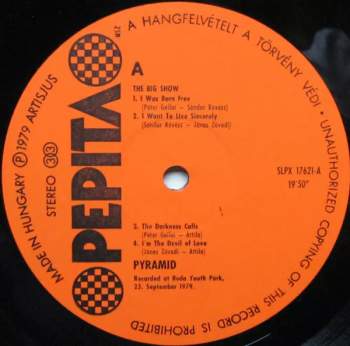 A HANGFELVÉTELT A TÖRVÉNY VÉDI · UNAUTHORIZED COPYING OF THIS RECORD IS PROHIBITED
MADE IN HUNGARY Ⓟ 1979 ARTISJUS
STEREO 33
PEPITA
MSZ
A
THE BIG SHOW
1. I Was Born Free
(Péter Gallai - Sándor Révész)
2. I Want To Live Sincerely
(Sándor Révész - János Závodi)
SLPX 17621-A
19'50"
3. The Darkness Calls
(Péter Gallai - Attila)
4. I'm The Devil of Love
(János Závodi - Attila)
PYRAMID
Recorded at Buda Youth Park,
23. September 1979.